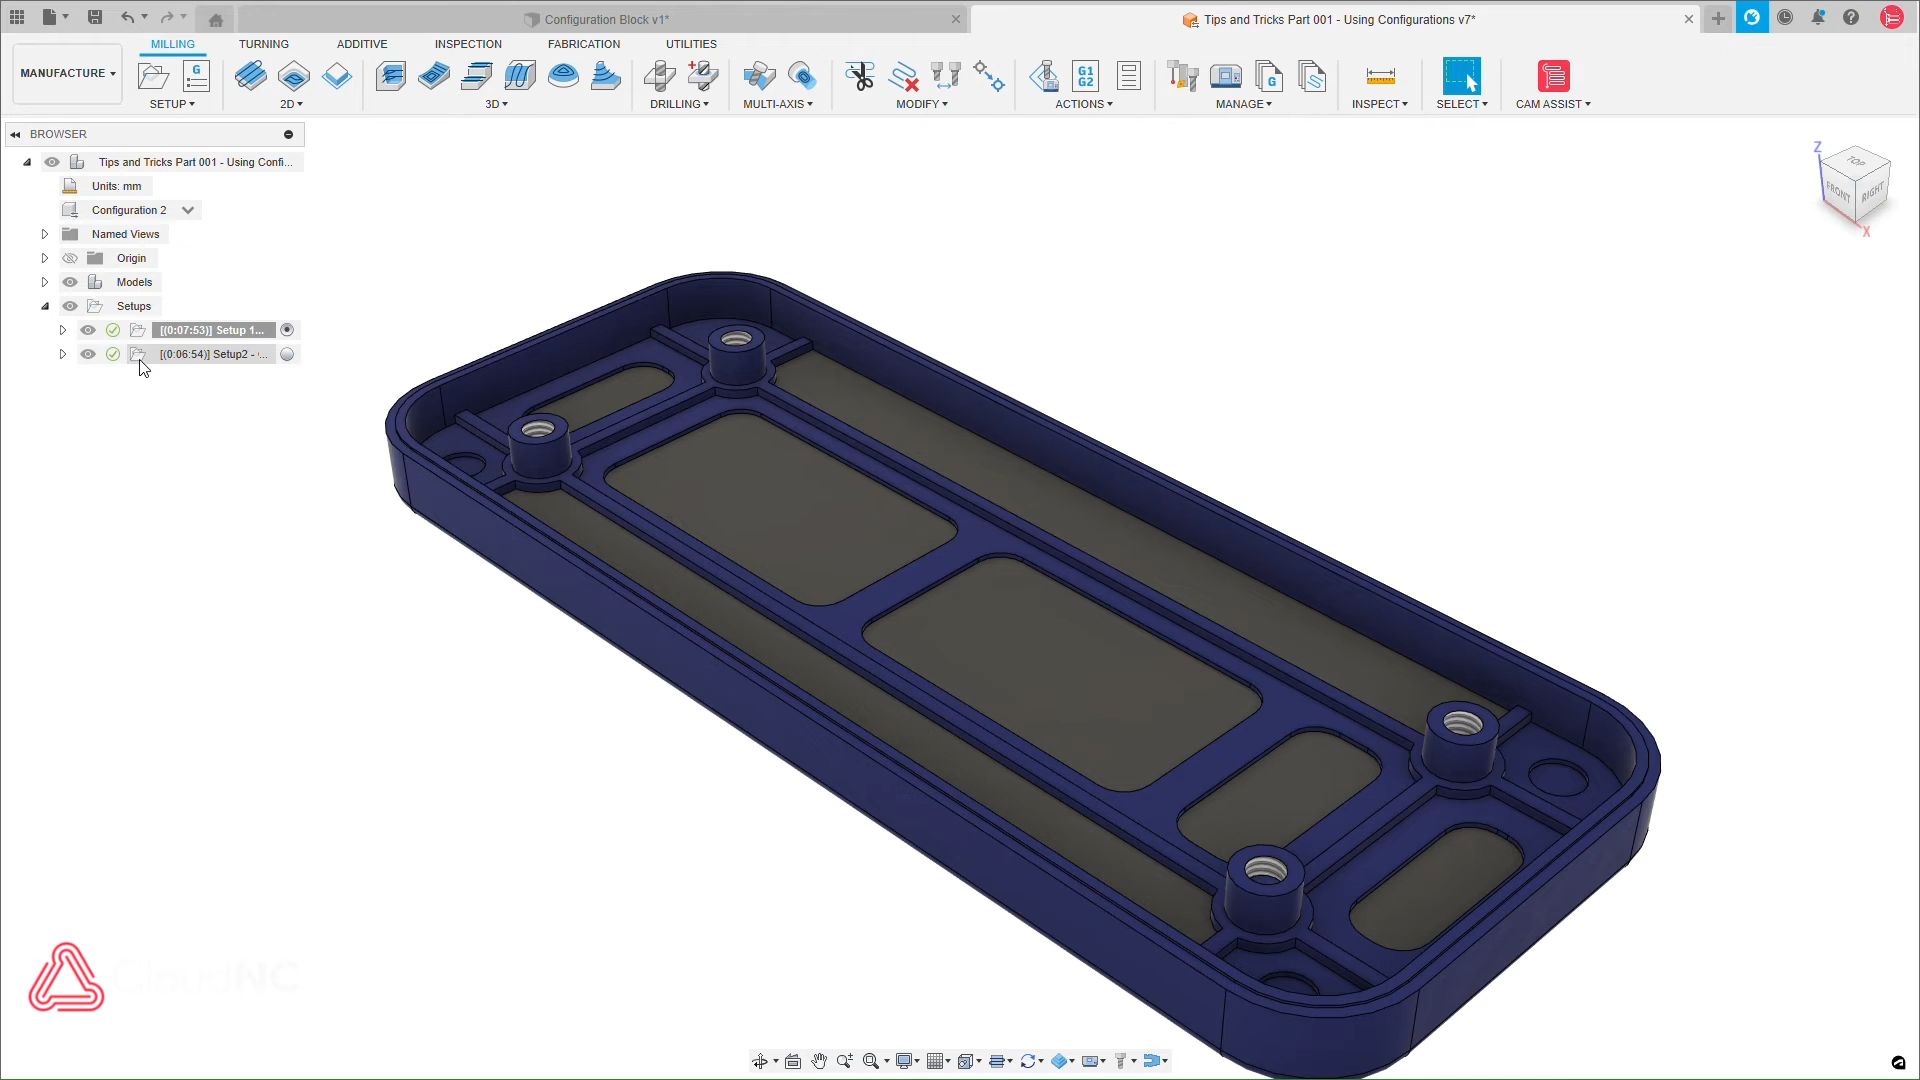 Configuration Block v1*
Tips and Tricks Part 001 - Using Configurations v7*
MANUFACTURE
MILLING TURNING ADDITIVE INSPECTION FABRICATION UTILITIES
G G1 G2 G
SETUP 2D 3D DRILLING MULTI-AXIS MODIFY ACTIONS MANAGE INSPECT SELECT CAM ASSIST
BROWSER
Tips and Tricks Part 001 - Using Confi...
Units: mm
Configuration 2
Named Views
Origin
Models
Setups
[(0:07:53)] Setup 1...
[(0:06:54)] Setup2 - ...
Z
TOP
FRONT
RIGHT
X
CloudNC